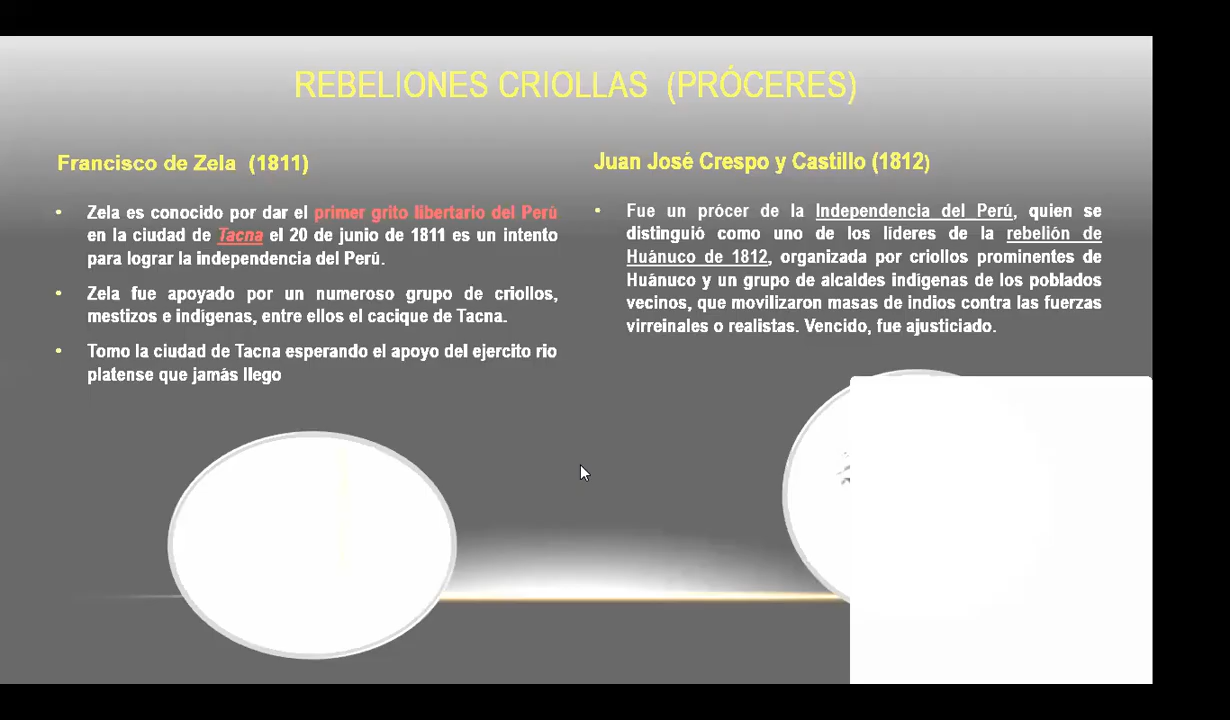 REBELIONES CRIOLLAS (PRÓCERES)
Francisco de Zela (1811)
• Zela es conocido por dar el primer grito libertario del Perú
en la ciudad de Tacna el 20 de junio de 1811 es un intento
para lograr la independencia del Perú.
• Zela fue apoyado por un numeroso grupo de criollos,
mestizos e indígenas, entre ellos el cacique de Tacna.
• Tomo la ciudad de Tacna esperando el apoyo del ejercito rio
platense que jamás llego
Juan José Crespo y Castillo (1812)
• Fue un prócer de la Independencia del Perú, quien se
distinguió como uno de los líderes de la rebelión de
Huánuco de 1812, organizada por criollos prominentes de
Huánuco y un grupo de alcaldes indígenas de los poblados
vecinos, que movilizaron masas de indios contra las fuerzas
virreinales o realistas. Vencido, fue ajusticiado.